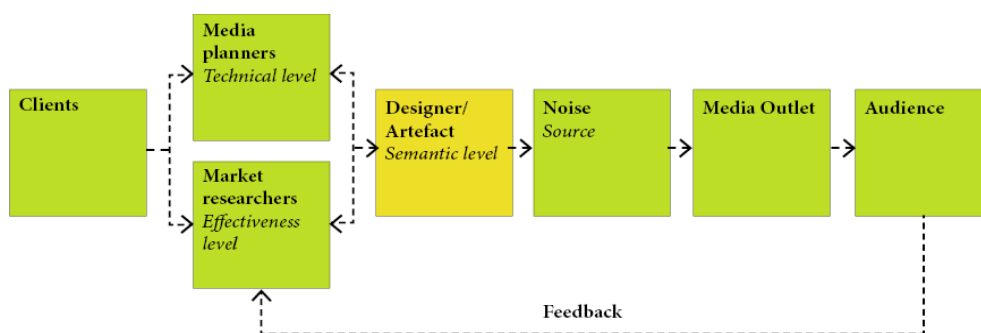 Clients
Media
planners
Technical level
Market
researchers
Effectiveness
level
Designer/
Artefact
Semantic level
Noise
Source
Media Outlet
Audience
Feedback